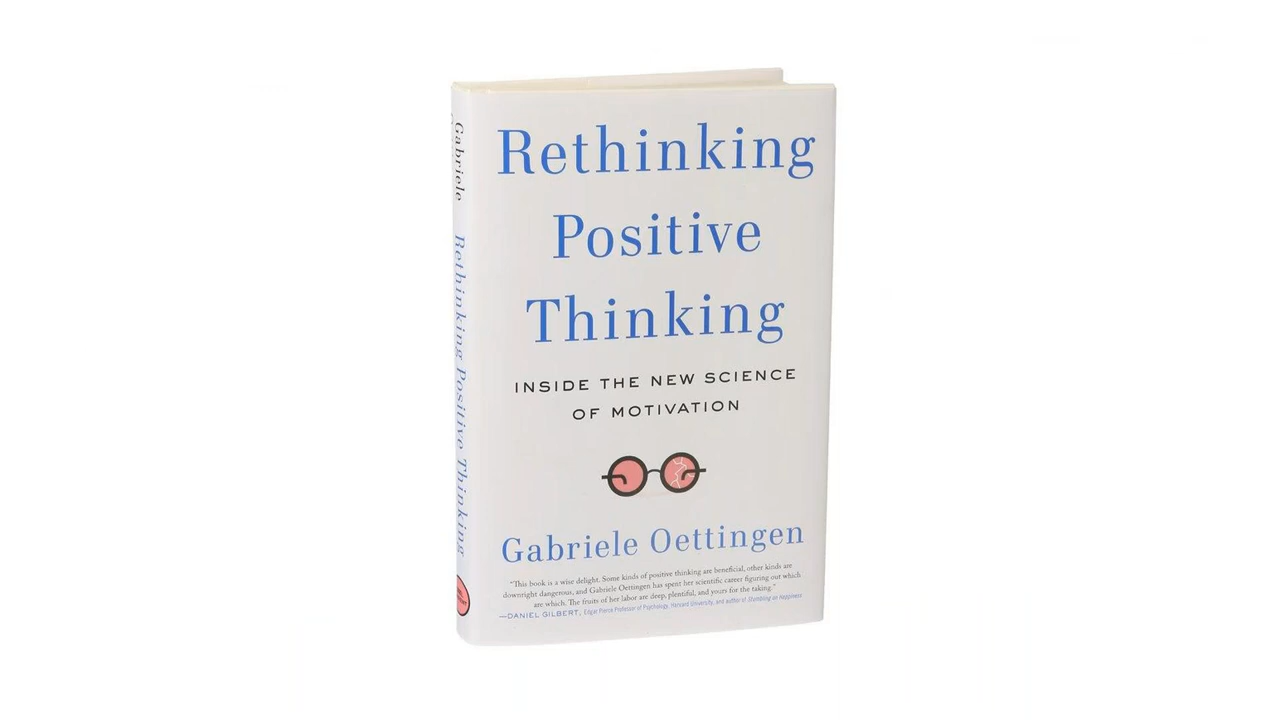 Rethinking
Positive
Thinking
INSIDE THE NEW SCIENCE
OF MOTIVATION
Gabriele Oettingen
"This book is a wise delight. Some kinds of positive thinking are beneficial, other kinds are
downright dangerous, and Gabriele Oettingen has spent her scientific career figuring out which
are which. The fruits of her labor are deep, plentiful, and yours for the taking."
—DANIEL GILBERT, Edgar Pierce Professor of Psychology, Harvard University, and author of Stumbling on Happiness
Gabriele
Rethinking Positive Thinking